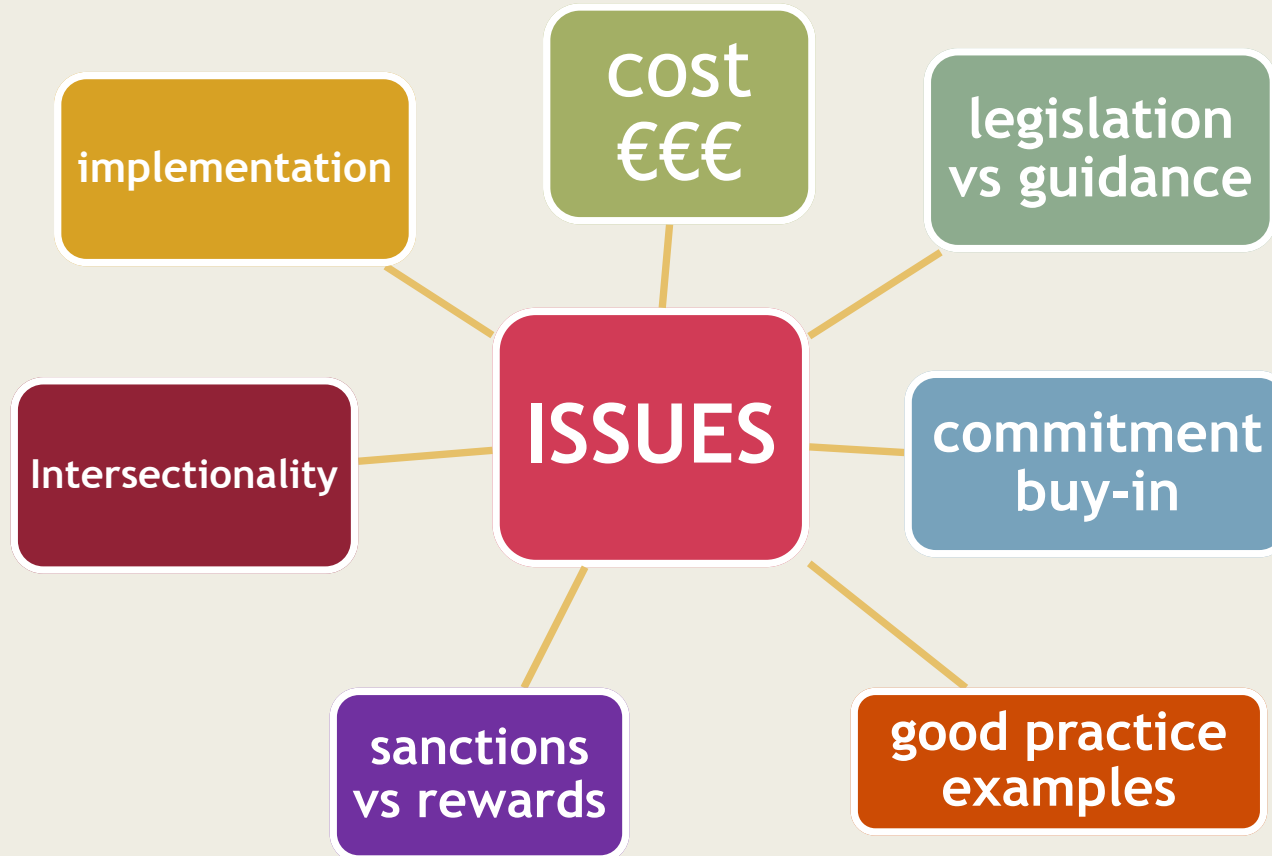 cost
€€€
implementation
legislation
vs guidance
ISSUES
Intersectionality
commitment
buy-in
sanctions
vs rewards
good practice
examples